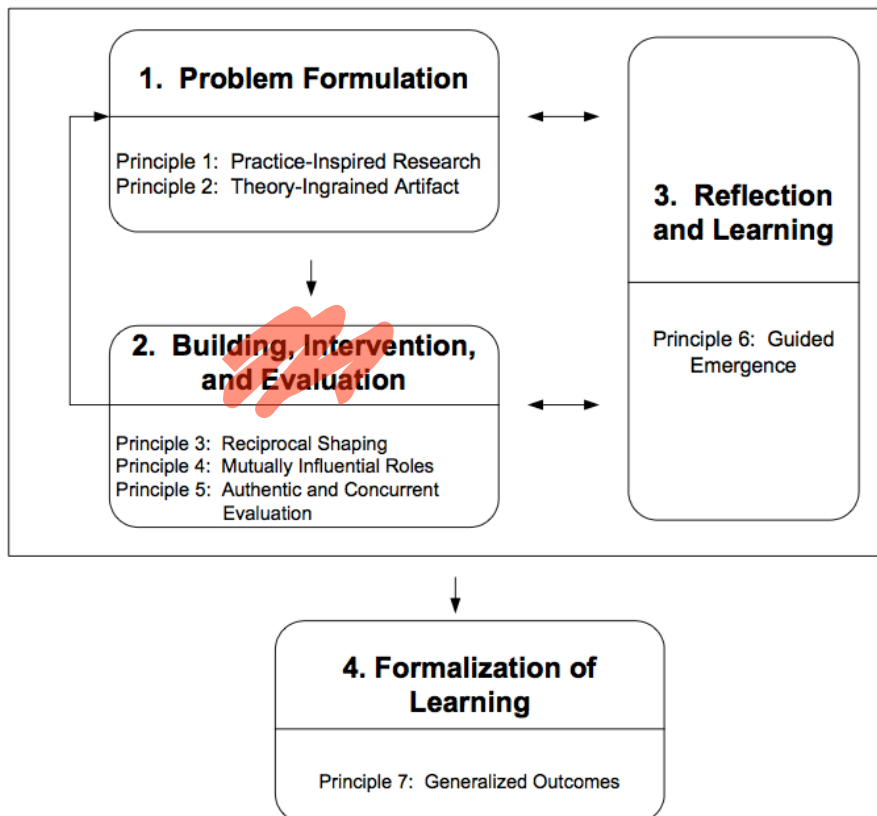 1. Problem Formulation
Principle 1: Practice-Inspired Research
Principle 2: Theory-Ingrained Artifact
2. Building, Intervention,
and Evaluation
Principle 3: Reciprocal Shaping
Principle 4: Mutually Influential Roles
Principle 5: Authentic and Concurrent
Evaluation
3. Reflection
and Learning
Principle 6: Guided
Emergence
4. Formalization of
Learning
Principle 7: Generalized Outcomes